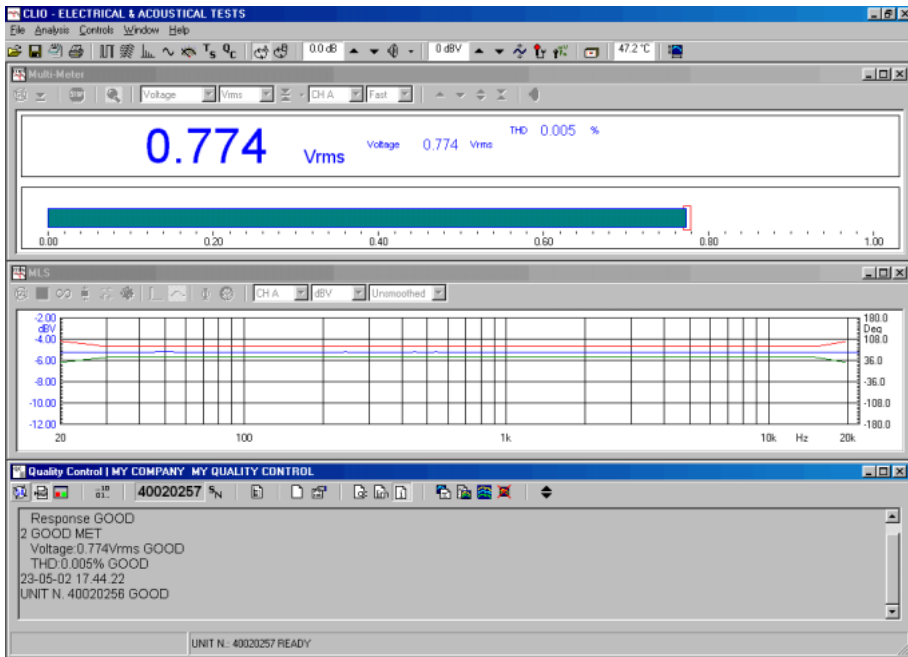 CLIO - ELECTRICAL & ACOUSTICAL TESTS
File Analysis Controls Window Help
0.0 dB 0 dBV 47.2 °C
Multi-Meter
Voltage Vrms CH A Fast
0.774 Vrms Voltage 0.774 Vrms THD 0.005 %
0.00 0.20 0.40 0.60 0.80 1.00
MLS
CH A dBV Unsmoothed
-2.00 180.0
dBV Deg
-4.00 108.0
-6.00 36.0
-8.00 -36.0
-10.00 -108.0
-12.00 -180.0
20 100 1k 10k Hz 20k
Quality Control | MY COMPANY MY QUALITY CONTROL
40020257 SN
Response GOOD
2 GOOD MET
Voltage:0.774Vrms GOOD
THD:0.005% GOOD
23-05-02 17.44.22
UNIT N. 40020256 GOOD
UNIT N.: 40020257 READY